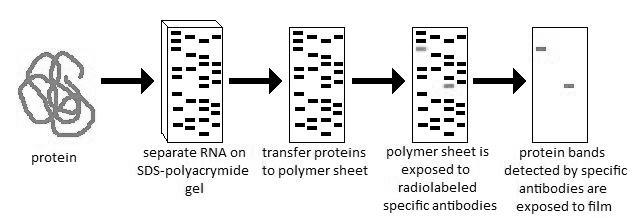 protein
separate RNA on
SDS-polyacrymide
gel
transfer proteins
to polymer sheet
polymer sheet is
exposed to
radiolabeled
specific antibodies
protein bands
detected by specific
antibodies are
exposed to film